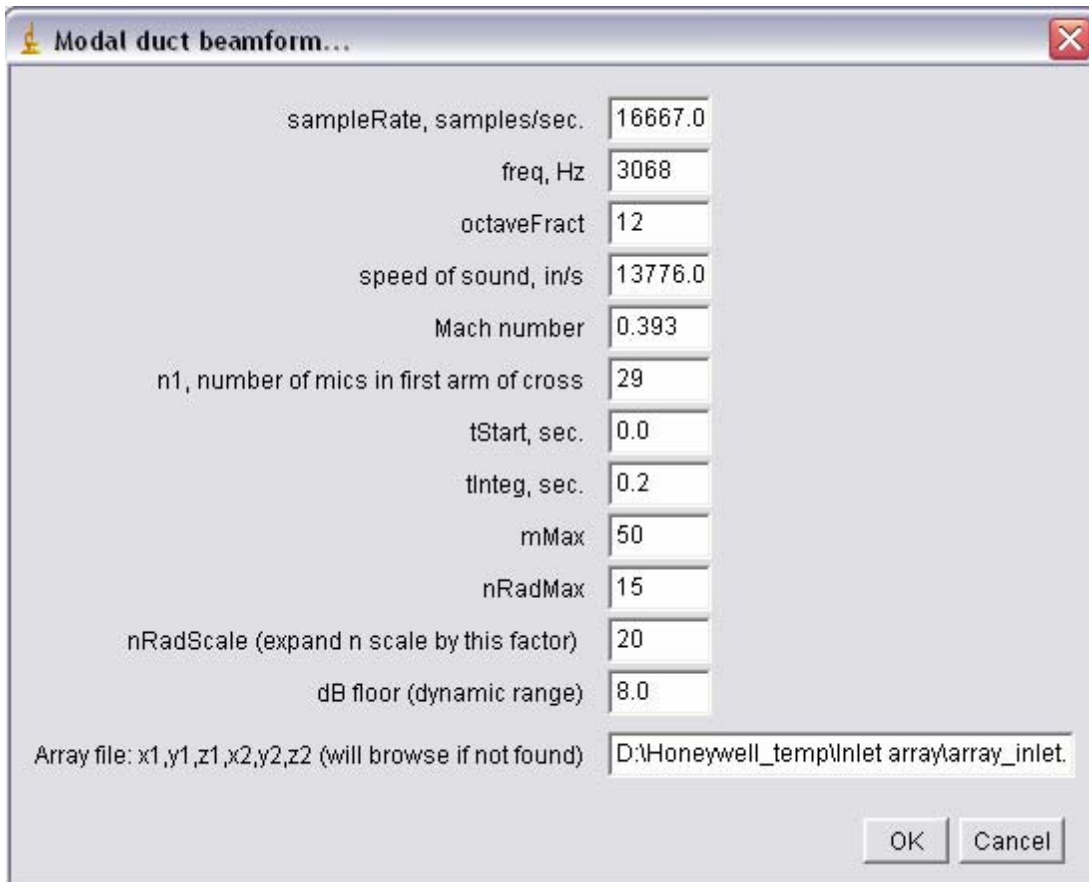 Modal duct beamform...
sampleRate, samples/sec. 16667.0
freq, Hz 3068
octaveFract 12
speed of sound, in/s 13776.0
Mach number 0.393
n1, number of mics in first arm of cross 29
tStart, sec. 0.0
tInteg, sec. 0.2
mMax 50
nRadMax 15
nRadScale (expand n scale by this factor) 20
dB floor (dynamic range) 8.0
Array file: x1,y1,z1,x2,y2,z2 (will browse if not found) D:\Honeywell_temp\Inlet array\array_inlet.
OK Cancel